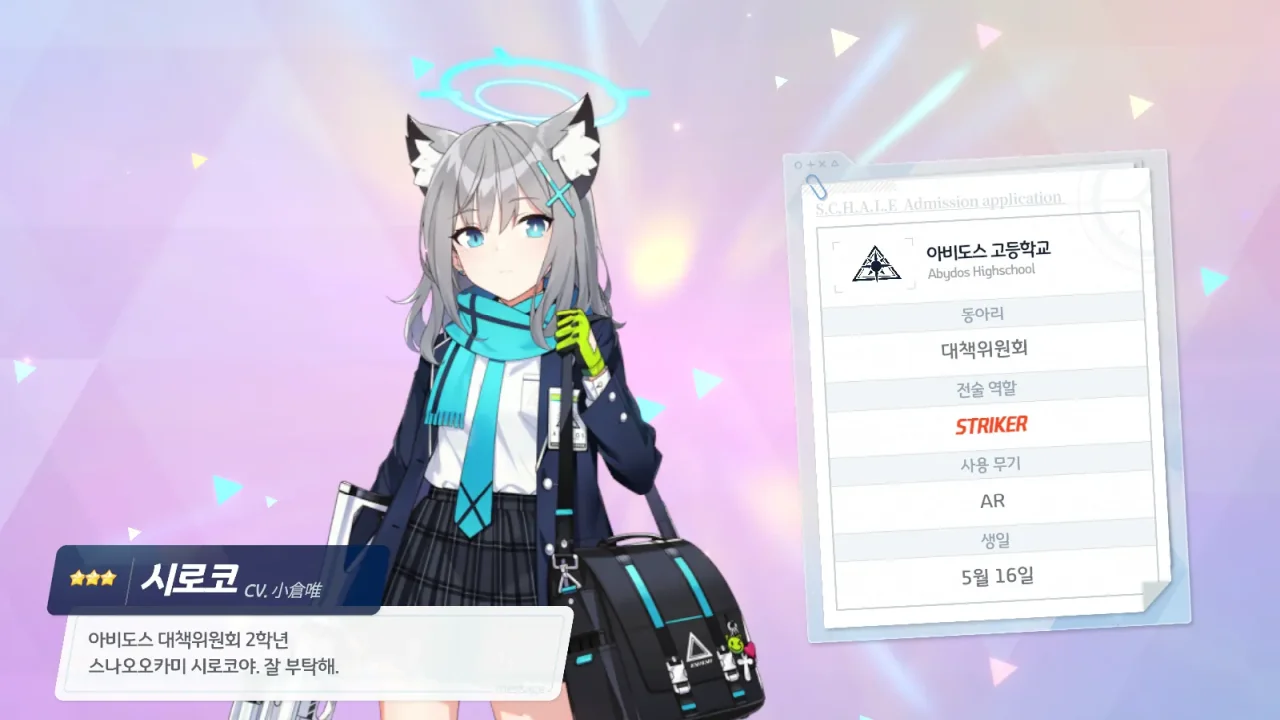 S.C.H.A.L.E Admission application
아비도스 고등학교
Abydos Highschool
동아리
대책위원회
전술 역할
STRIKER
사용 무기
AR
생일
5월 16일
시로코 CV. 小倉唯
아비도스 대책위원회 2학년
스나오오카미 시로코야. 잘 부탁해.